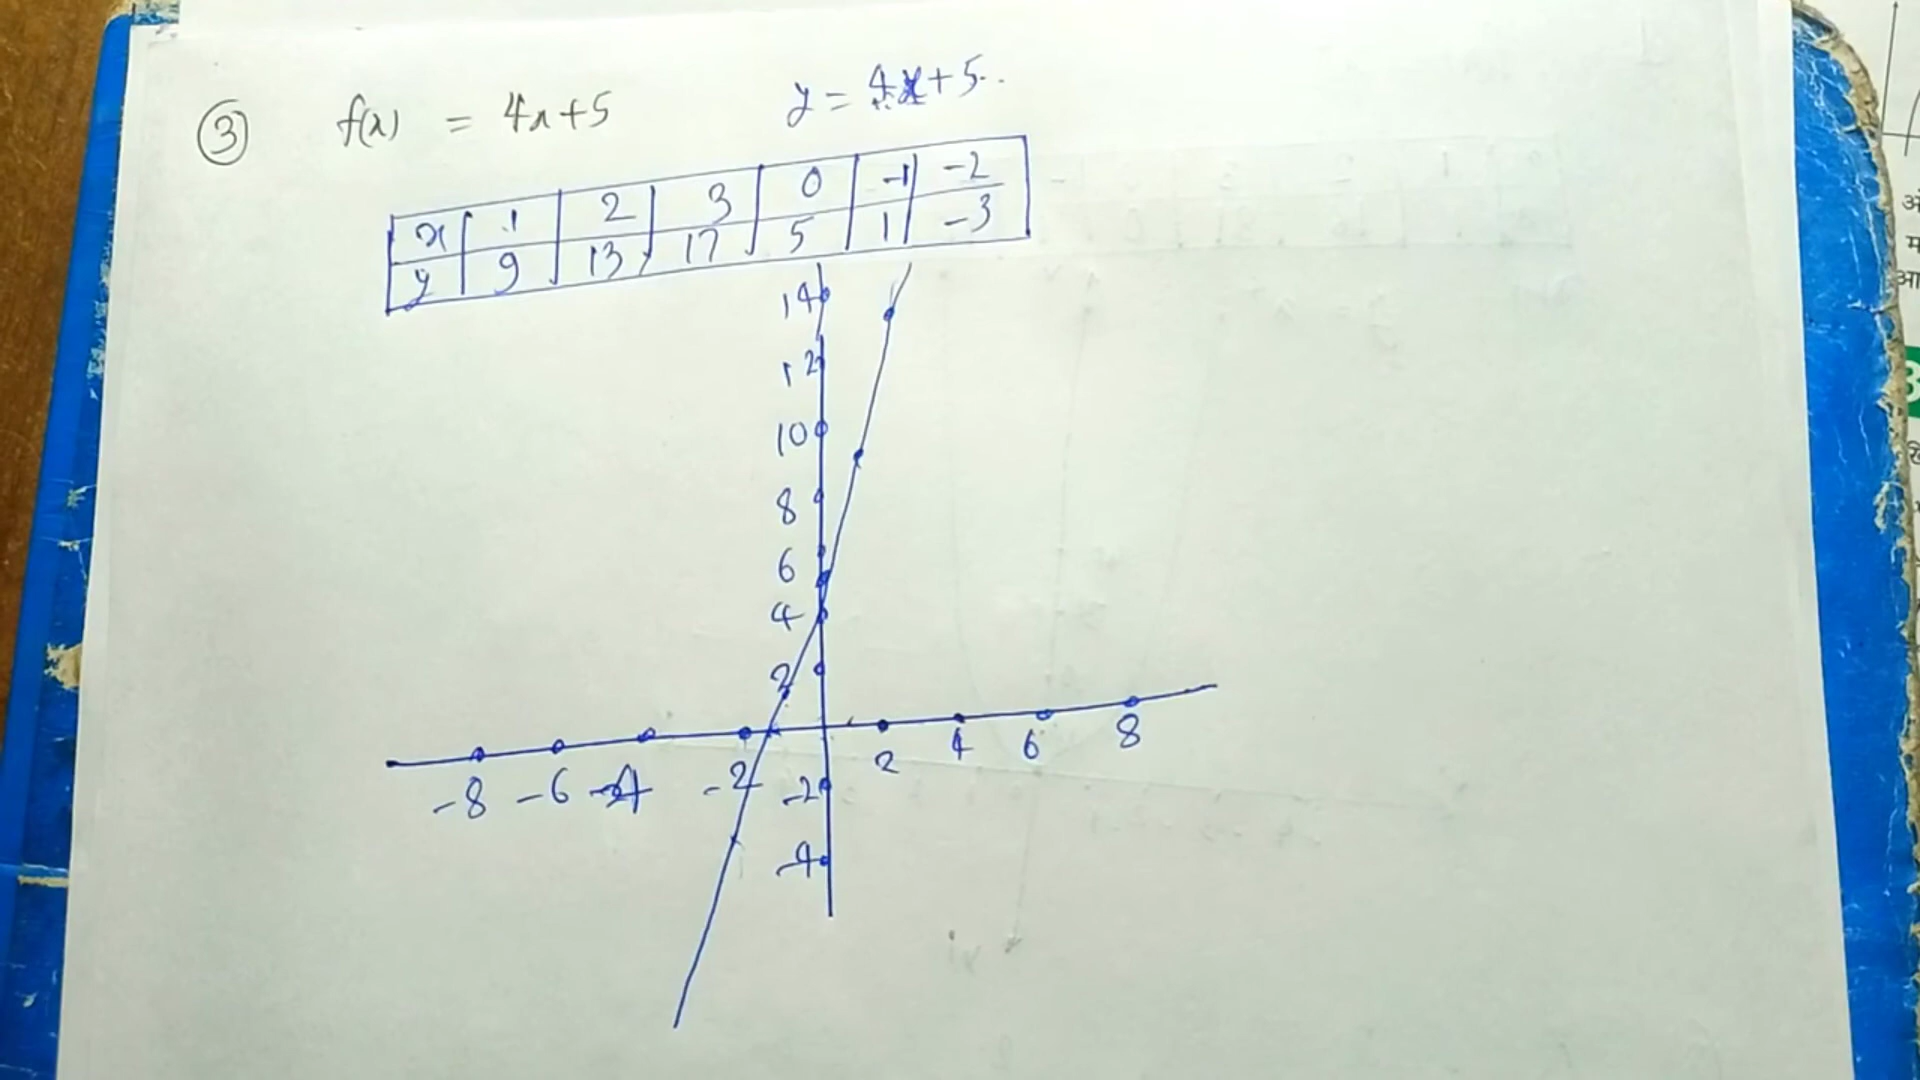 ③ f(x) = 4x+5 y = 4x+5.
x 1 2 3 0 -1 -2
y 9 13 17 5 1 -3
14
12
10
8
6
4
2
-8 -6 -4 -2 2 4 6 8
-2
-4